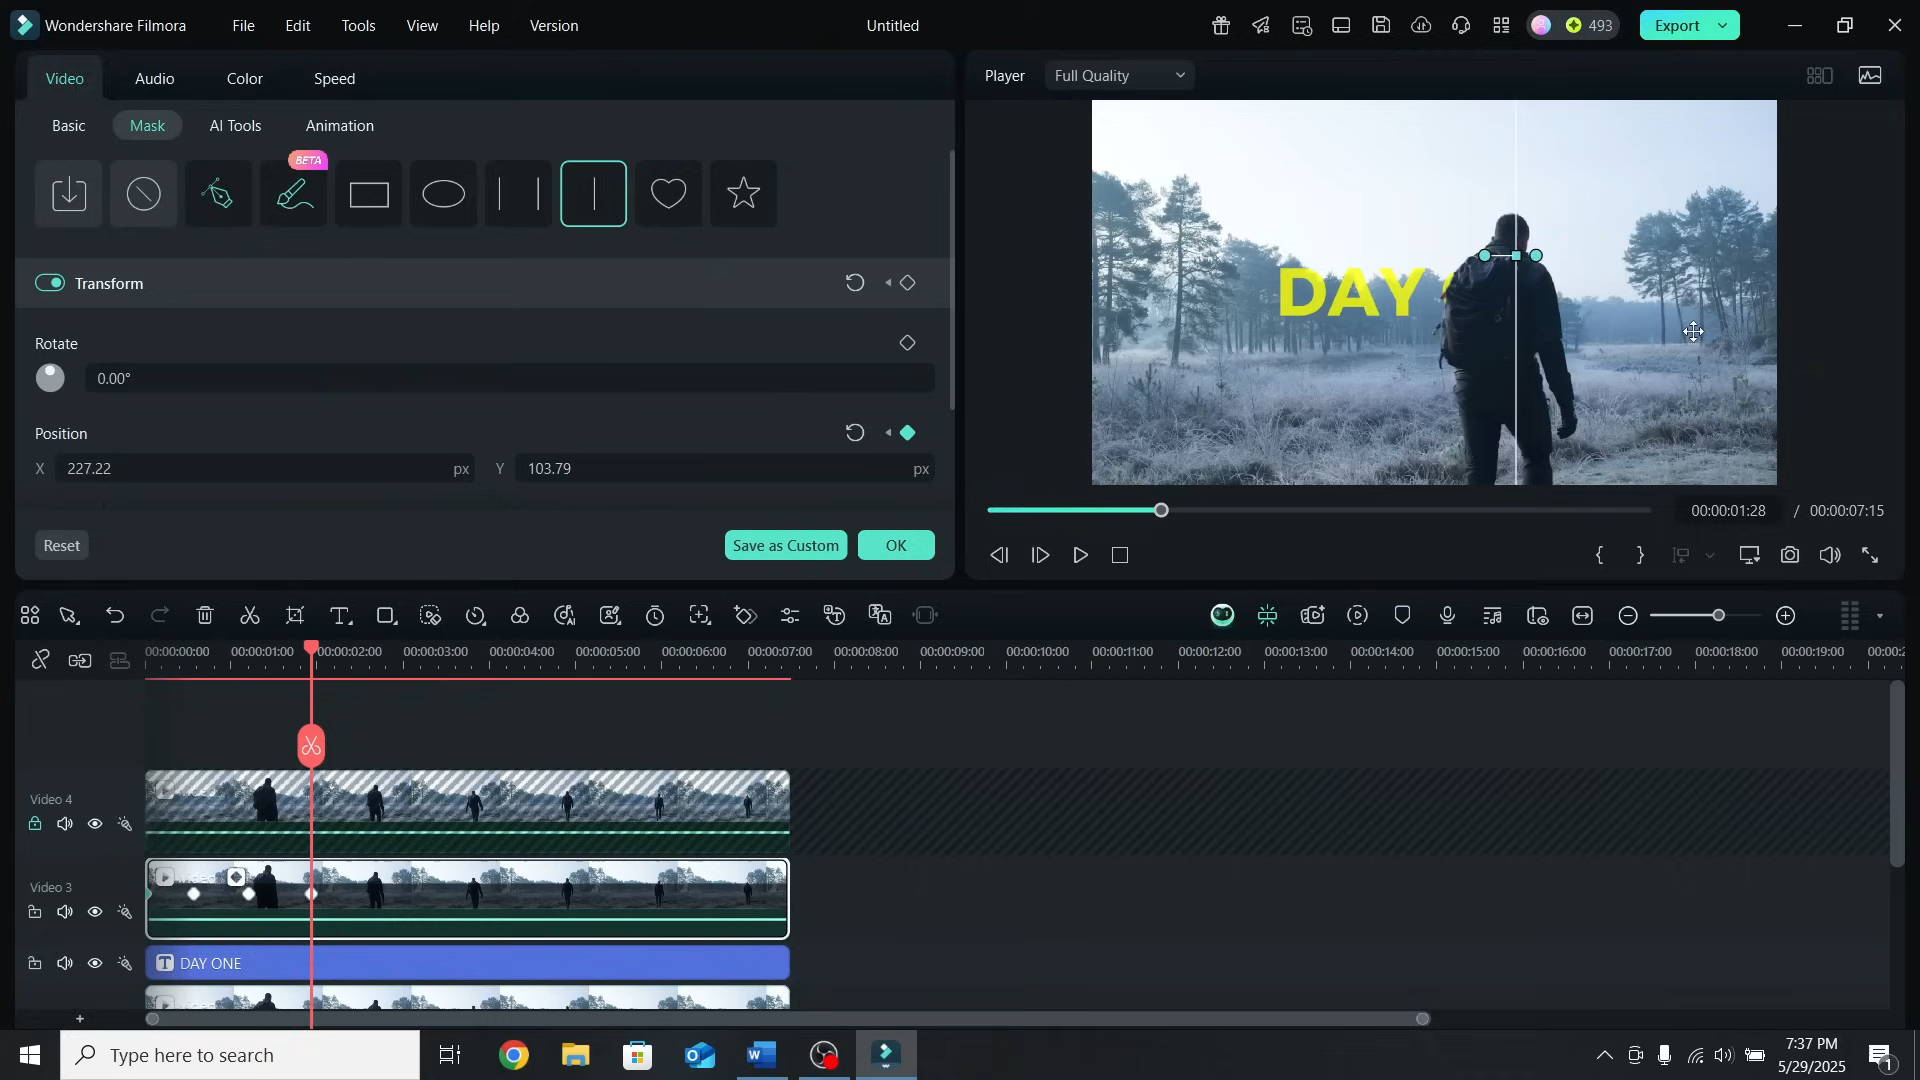 Wondershare Filmora File Edit Tools View Help Version Untitled 493 Export
Video Audio Color Speed
Player Full Quality
Basic Mask AI Tools Animation
BETA
Transform
Rotate
0.00°
Position
X 227.22 px Y 103.79 px
Reset Save as Custom OK
DAY
00:00:01:28 / 00:00:07:15
00:00:00:00 00:00:01:00 00:00:02:00 00:00:03:00 00:00:04:00 00:00:05:00 00:00:06:00 00:00:07:00 00:00:08:00 00:00:09:00 00:00:10:00 00:00:11:00 00:00:12:00 00:00:13:00 00:00:14:00 00:00:15:00 00:00:16:00 00:00:17:00 00:00:18:00 00:00:19:00
Video 4
Video 3
DAY ONE
Type here to search
7:37 PM
5/29/2025
1